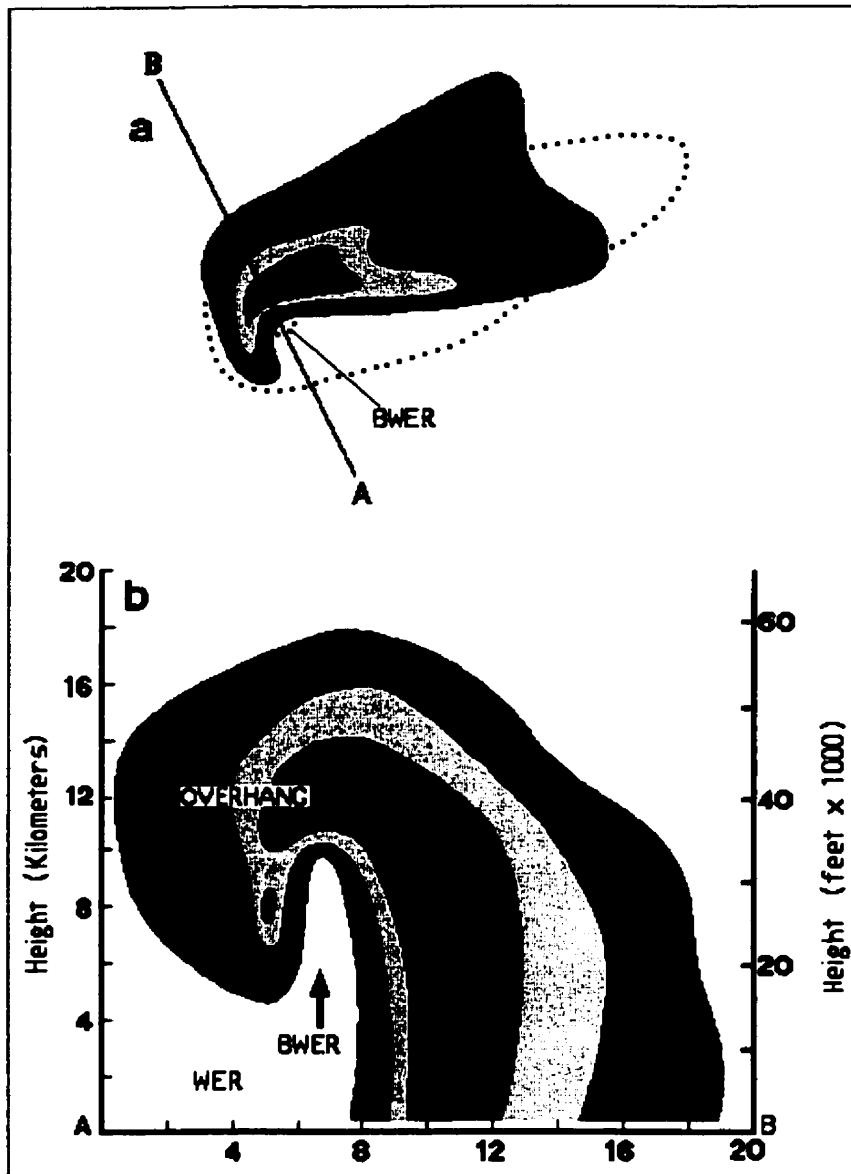 B
a
BWER
A
20
16
12
8
4
A
Height (Kilometers)
b
OVERHANG
BWER
WER
60
40
20
B
Height (feet x 1000)
4 8 12 16 20